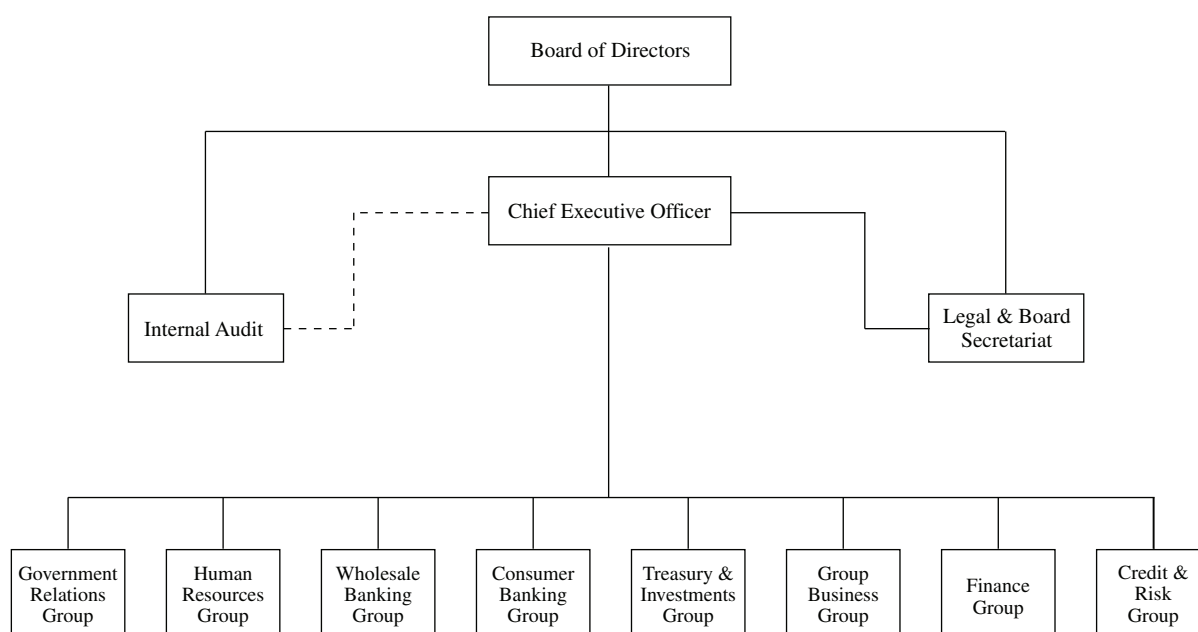 Board of Directors
Chief Executive Officer
Internal Audit
Legal & Board
Secretariat
Government
Relations
Group
Human
Resources
Group
Wholesale
Banking
Group
Consumer
Banking
Group
Treasury &
Investments
Group
Group
Business
Group
Finance
Group
Credit &
Risk
Group